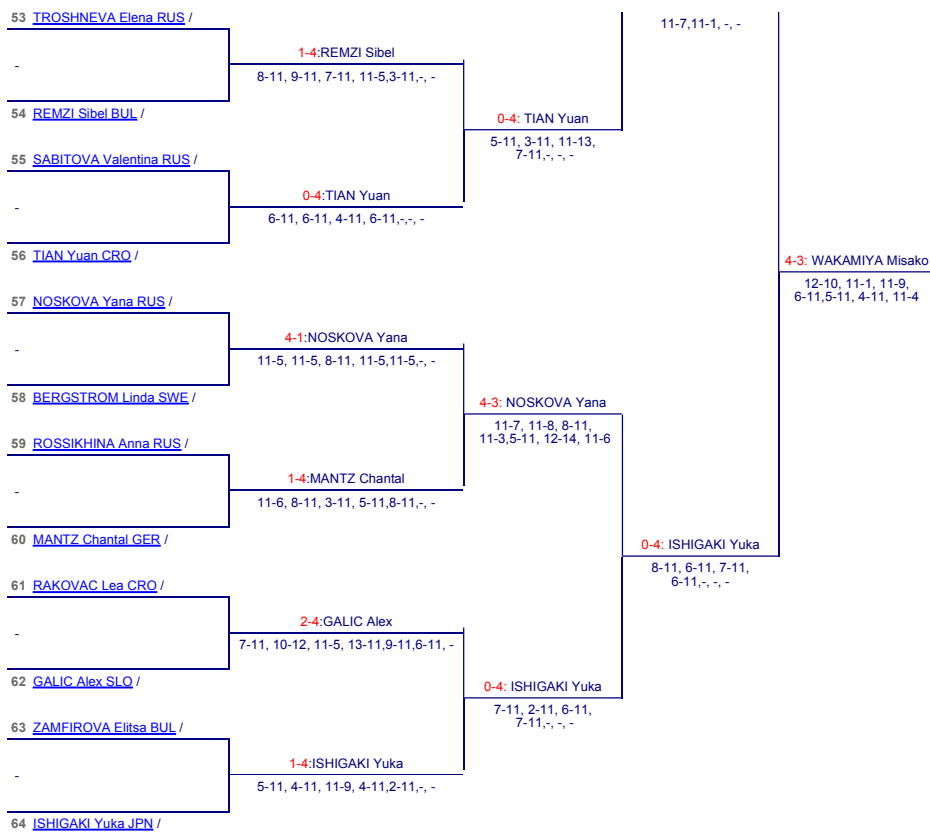 53 TROSHNEVA Elena RUS /
11-7,11-1, -, -
1-4:REMZI Sibel
-
8-11, 9-11, 7-11, 11-5,3-11,-, -
54 REMZI Sibel BUL /
0-4: TIAN Yuan
5-11, 3-11, 11-13,
7-11,-, -, -
55 SABITOVA Valentina RUS /
0-4:TIAN Yuan
-
6-11, 6-11, 4-11, 6-11,-,-, -
56 TIAN Yuan CRO /
4-3: WAKAMIYA Misako
12-10, 11-1, 11-9,
6-11,5-11, 4-11, 11-4
57 NOSKOVA Yana RUS /
4-1:NOSKOVA Yana
-
11-5, 11-5, 8-11, 11-5,11-5,-, -
58 BERGSTROM Linda SWE /
4-3: NOSKOVA Yana
11-7, 11-8, 8-11,
11-3,5-11, 12-14, 11-6
59 ROSSIKHINA Anna RUS /
1-4:MANTZ Chantal
-
11-6, 8-11, 3-11, 5-11,8-11,-, -
60 MANTZ Chantal GER /
0-4: ISHIGAKI Yuka
8-11, 6-11, 7-11,
6-11,-, -, -
61 RAKOVAC Lea CRO /
2-4:GALIC Alex
-
7-11, 10-12, 11-5, 13-11,9-11,6-11, -
62 GALIC Alex SLO /
0-4: ISHIGAKI Yuka
7-11, 2-11, 6-11,
7-11,-, -, -
63 ZAMFIROVA Elitsa BUL /
1-4:ISHIGAKI Yuka
-
5-11, 4-11, 11-9, 4-11,2-11,-, -
64 ISHIGAKI Yuka JPN /